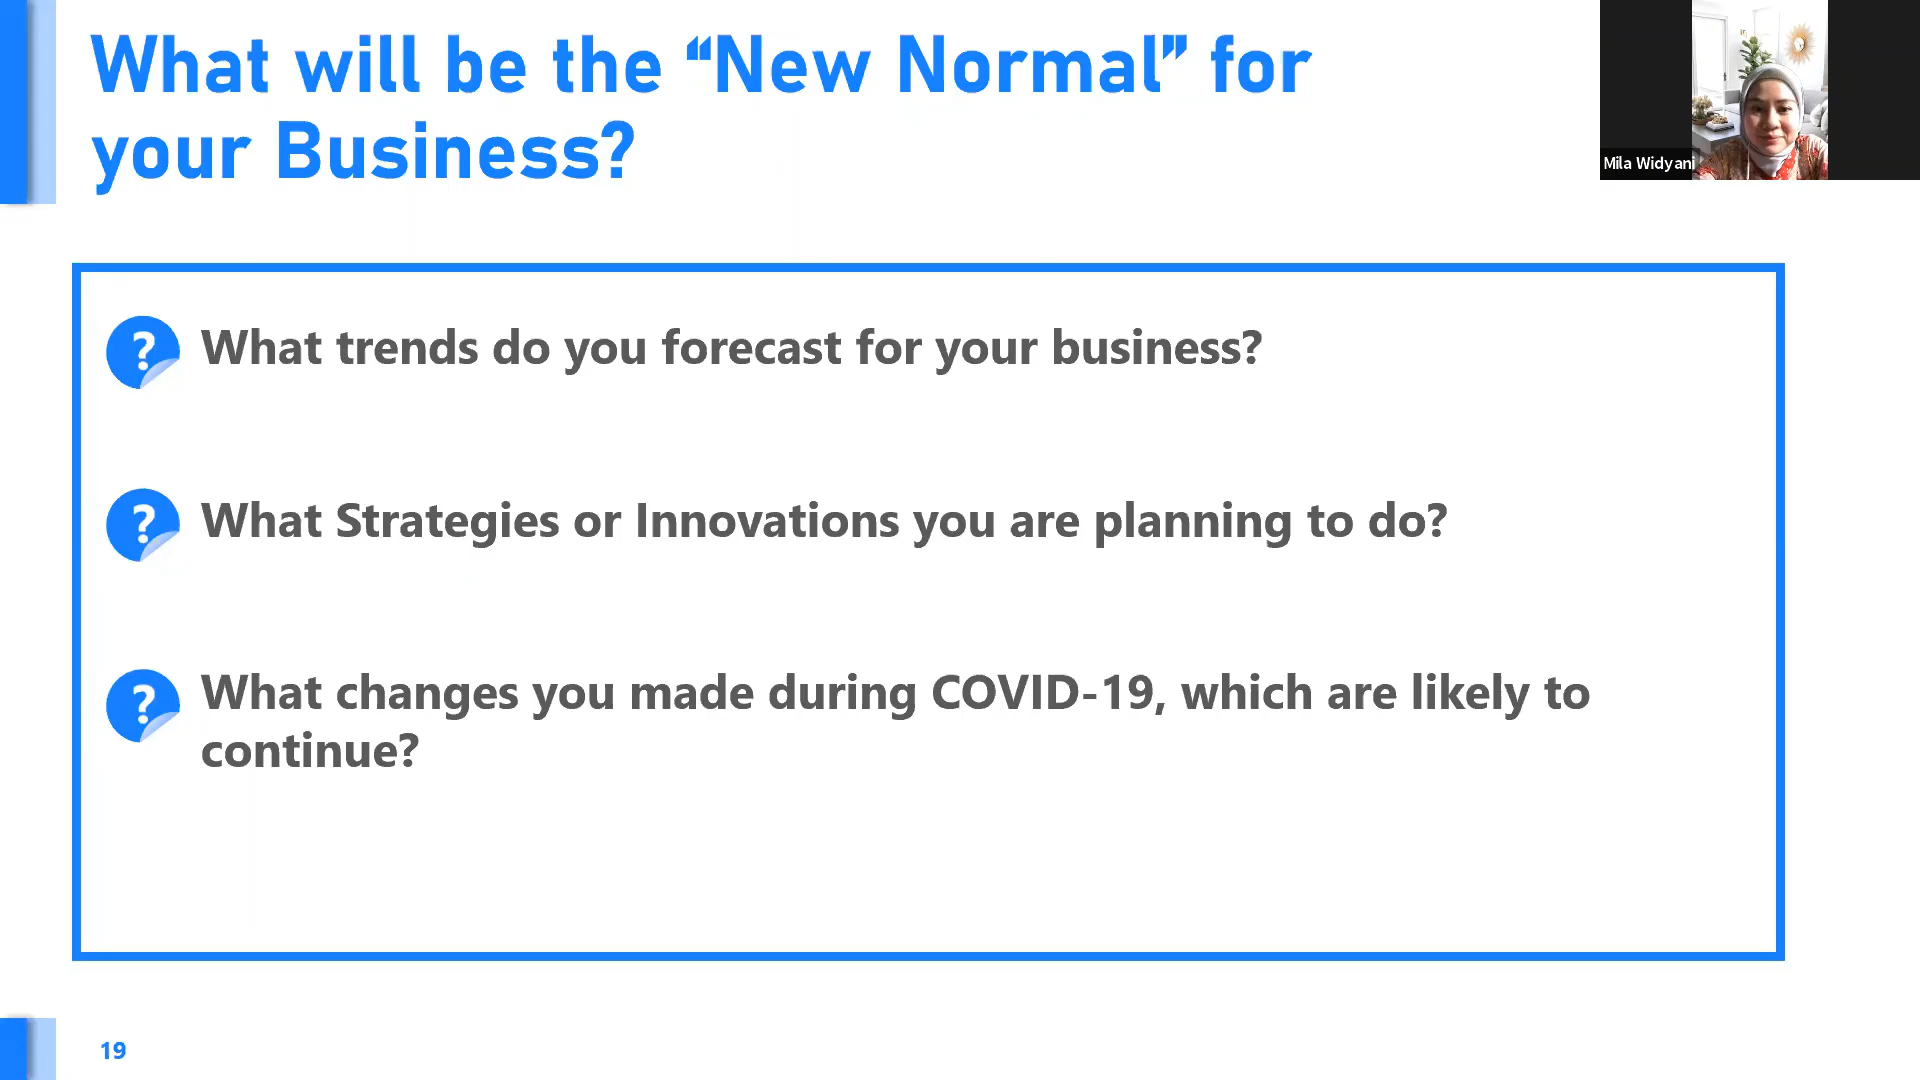 What will be the “New Normal” for
your Business?
Mila Widyani
? What trends do you forecast for your business?
? What Strategies or Innovations you are planning to do?
? What changes you made during COVID-19, which are likely to
continue?
19